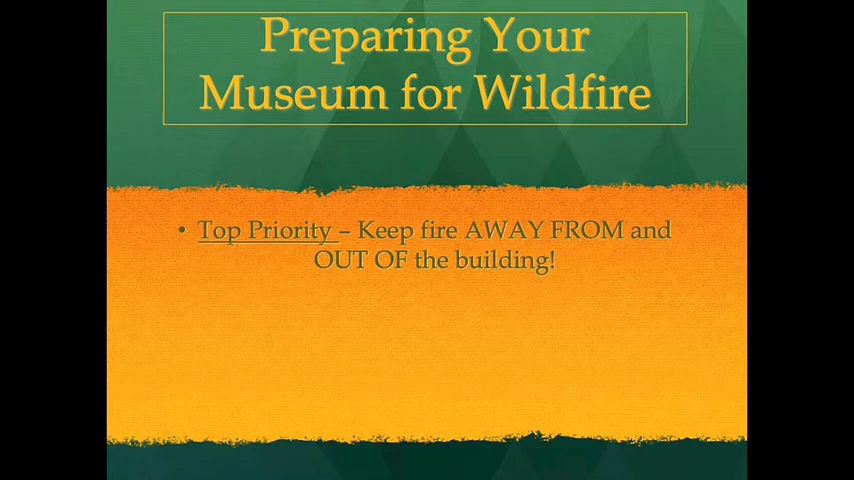 Preparing Your
Museum for Wildfire
• Top Priority – Keep fire AWAY FROM and
OUT OF the building!